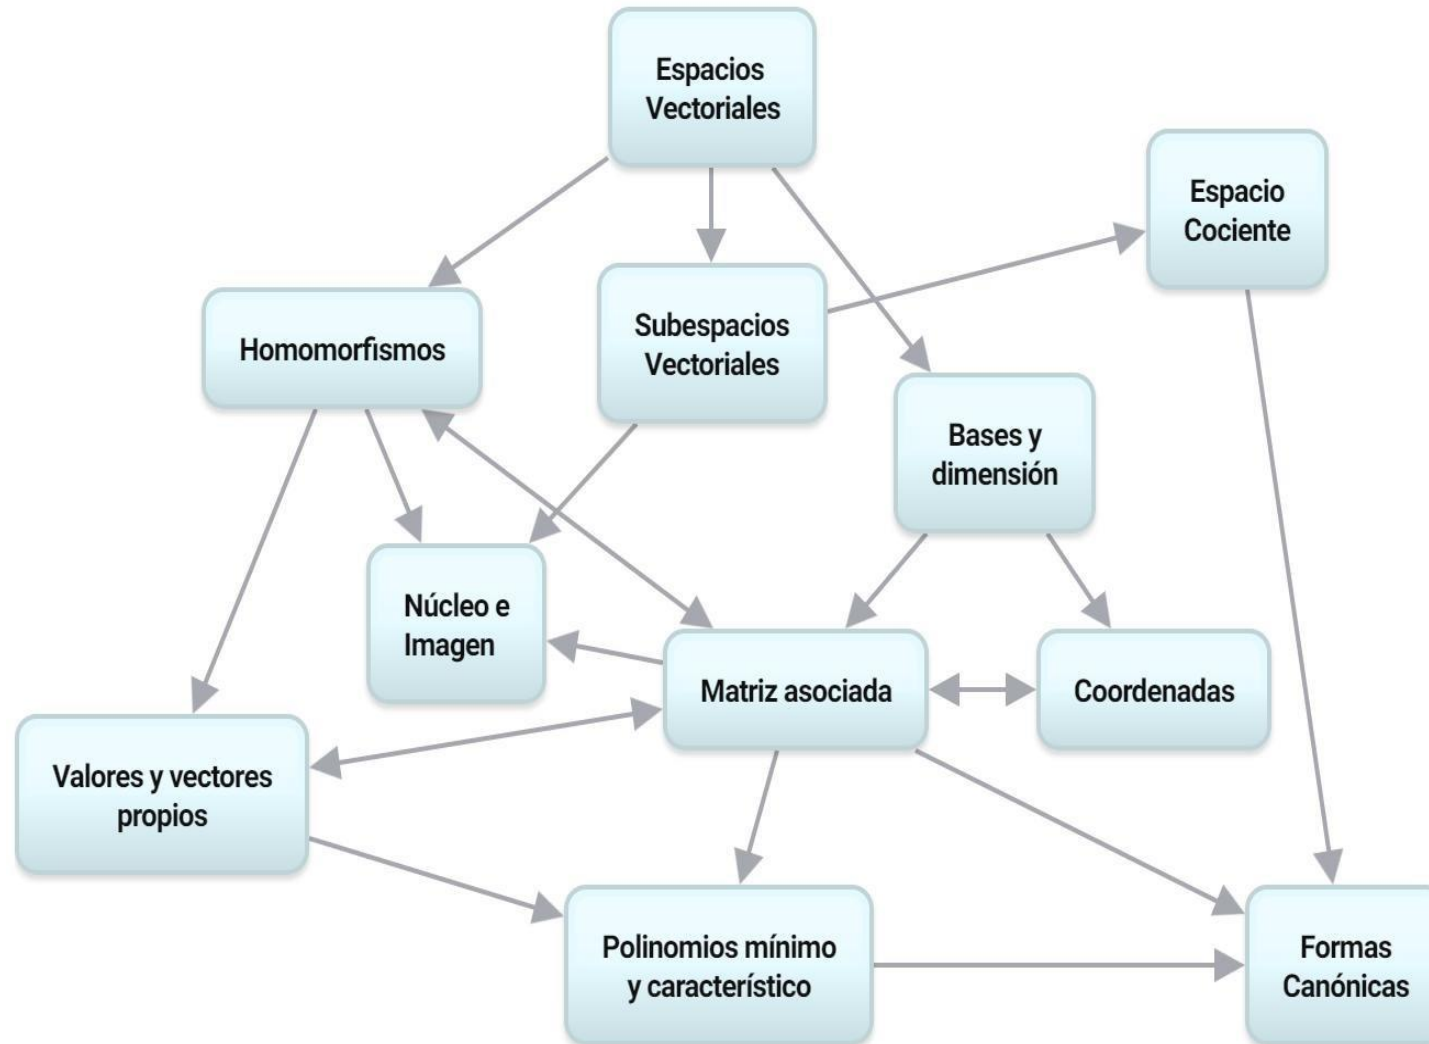 Espacios
Vectoriales
Espacio
Cociente
Homomorfismos
Subespacios
Vectoriales
Bases y
dimensión
Núcleo e
Imagen
Matriz asociada
Coordenadas
Valores y vectores
propios
Polinomios mínimo
y característico
Formas
Canónicas